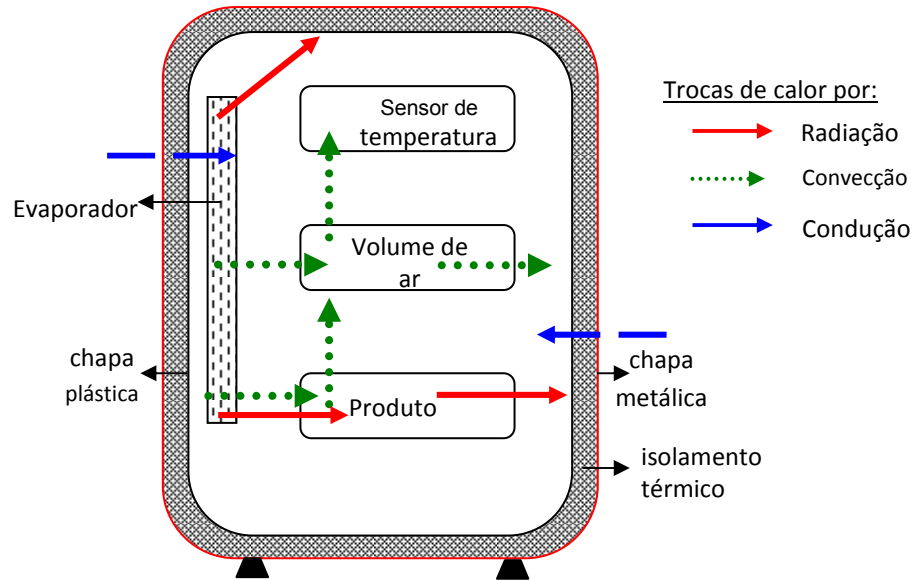 Sensor de
temperatura
Evaporador
Volume de
ar
chapa
plástica
Produto
chapa
metálica
isolamento
térmico
Trocas de calor por:
Radiação
Convecção
Condução